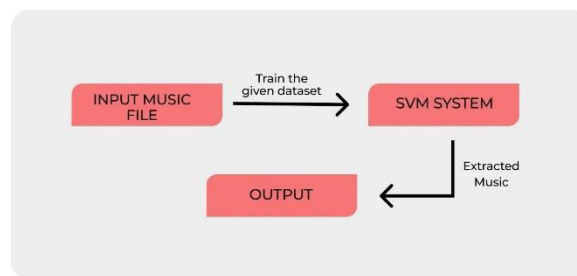 Train the
given dataset
INPUT MUSIC
FILE
SVM SYSTEM
Extracted
Music
OUTPUT